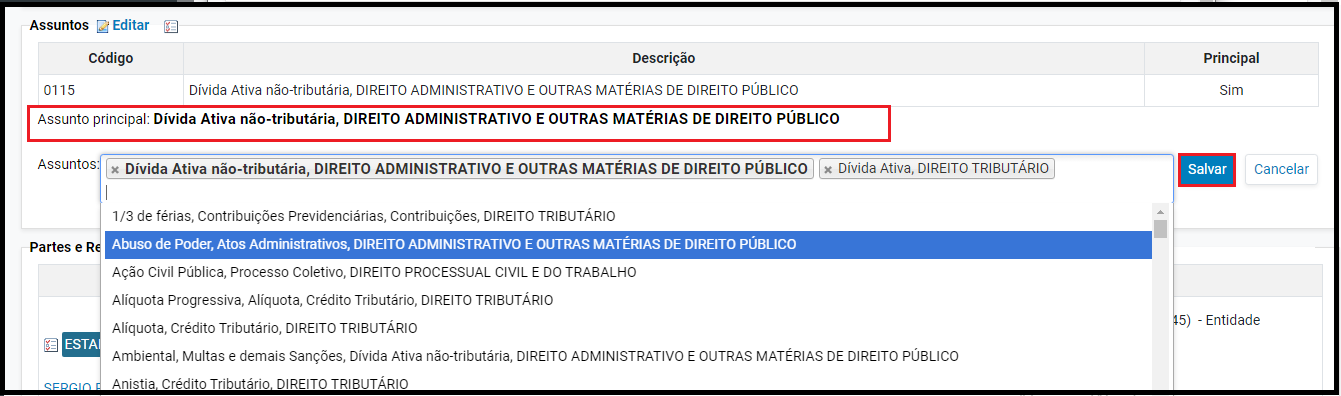 Assuntos Editar
Código Descrição Principal
0115 Dívida Ativa não-tributária, DIREITO ADMINISTRATIVO E OUTRAS MATÉRIAS DE DIREITO PÚBLICO Sim
Assunto principal: Dívida Ativa não-tributária, DIREITO ADMINISTRATIVO E OUTRAS MATÉRIAS DE DIREITO PÚBLICO
Assuntos: × Dívida Ativa não-tributária, DIREITO ADMINISTRATIVO E OUTRAS MATÉRIAS DE DIREITO PÚBLICO × Dívida Ativa, DIREITO TRIBUTÁRIO Salvar Cancelar
1/3 de férias, Contribuições Previdenciárias, Contribuições, DIREITO TRIBUTÁRIO
Abuso de Poder, Atos Administrativos, DIREITO ADMINISTRATIVO E OUTRAS MATÉRIAS DE DIREITO PÚBLICO
Partes e Re
Ação Civil Pública, Processo Coletivo, DIREITO PROCESSUAL CIVIL E DO TRABALHO
Alíquota Progressiva, Alíquota, Crédito Tributário, DIREITO TRIBUTÁRIO
Alíquota, Crédito Tributário, DIREITO TRIBUTÁRIO
45) - Entidade
ESTA
Ambiental, Multas e demais Sanções, Dívida Ativa não-tributária, DIREITO ADMINISTRATIVO E OUTRAS MATÉRIAS DE DIREITO PÚBLICO
Anistia, Crédito Tributário, DIREITO TRIBUTÁRIO
SERGIO